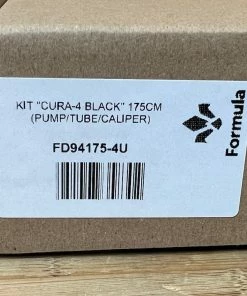 KIT "CURA-4 BLACK" 175CM
(PUMP/TUBE/CALIPER)
FD94175-4U
Formula